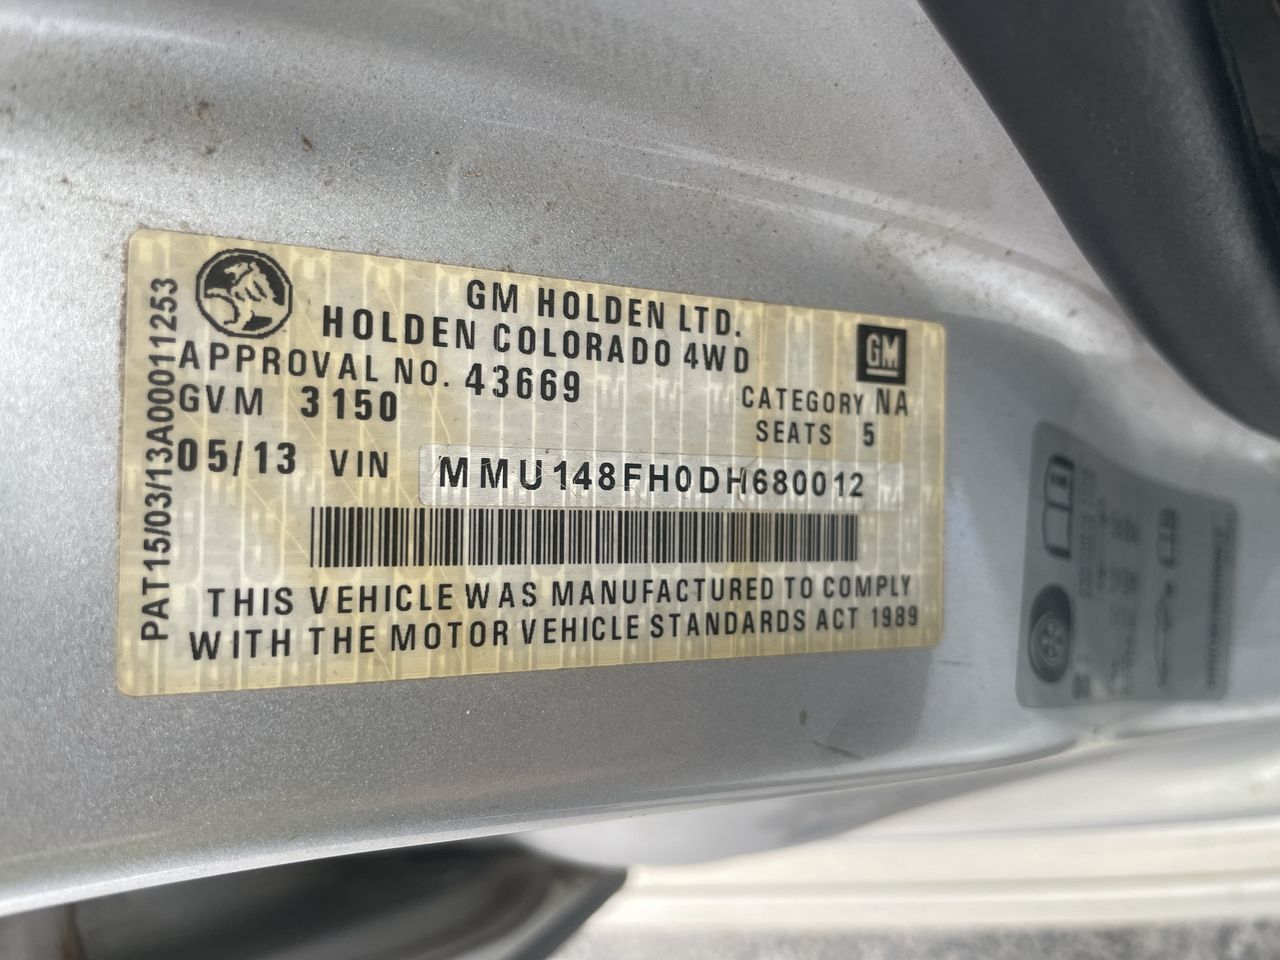 GM HOLDEN LTD.
HOLDEN COLORADO 4WD
GM
APPROVAL NO. 43669
GVM 3150
CATEGORY NA
SEATS 5
05/13 VIN MMU148FH0DH680012
THIS VEHICLE WAS MANUFACTURED TO COMPLY
WITH THE MOTOR VEHICLE STANDARDS ACT 1989
PAT15/03/13A00011253